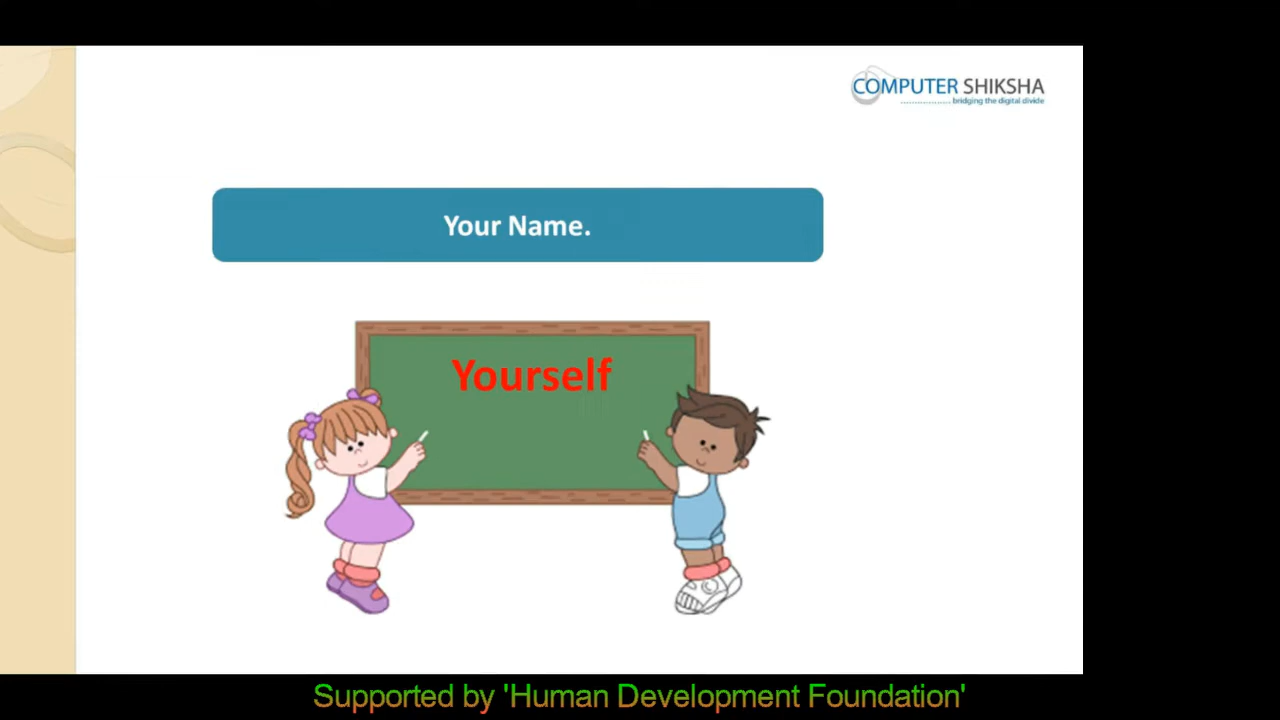 COMPUTER SHIKSHA
bridging the digital divide
Your Name.
Yourself
Supported by 'Human Development Foundation'